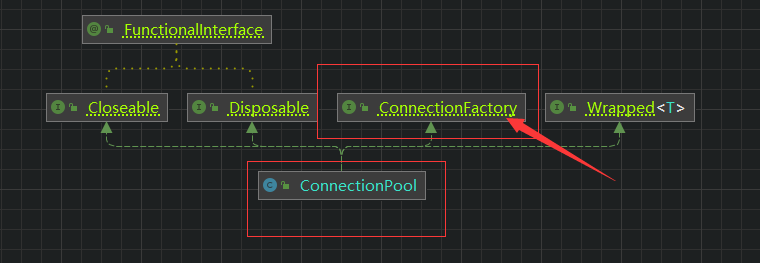 @ FunctionalInterface
I Closeable
I Disposable
I ConnectionFactory
I Wrapped<T>
C ConnectionPool